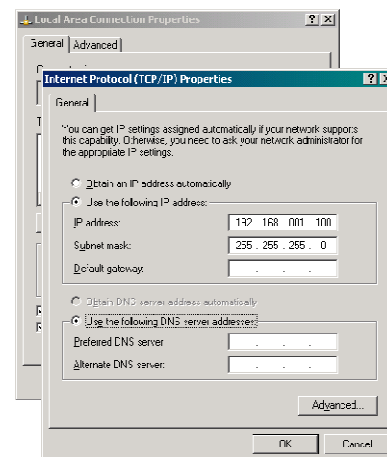 Local Area Connection Properties
General Advanced
Internet Protocol (TCP/IP) Properties
General
You can get IP settings assigned automatically if your network supports
this capability. Otherwise, you need to ask your network administrator for
the appropriate IP settings.
Obtain an IP address automatically
Use the following IP address:
IP address:
192 . 168 . 001 . 100
Subnet mask:
255 . 255 . 255 . 0
Default gateway:
Obtain DNS server address automatically
Use the following DNS server addresses:
Preferred DNS server
Alternate DNS server:
Advanced...
OK Cancel